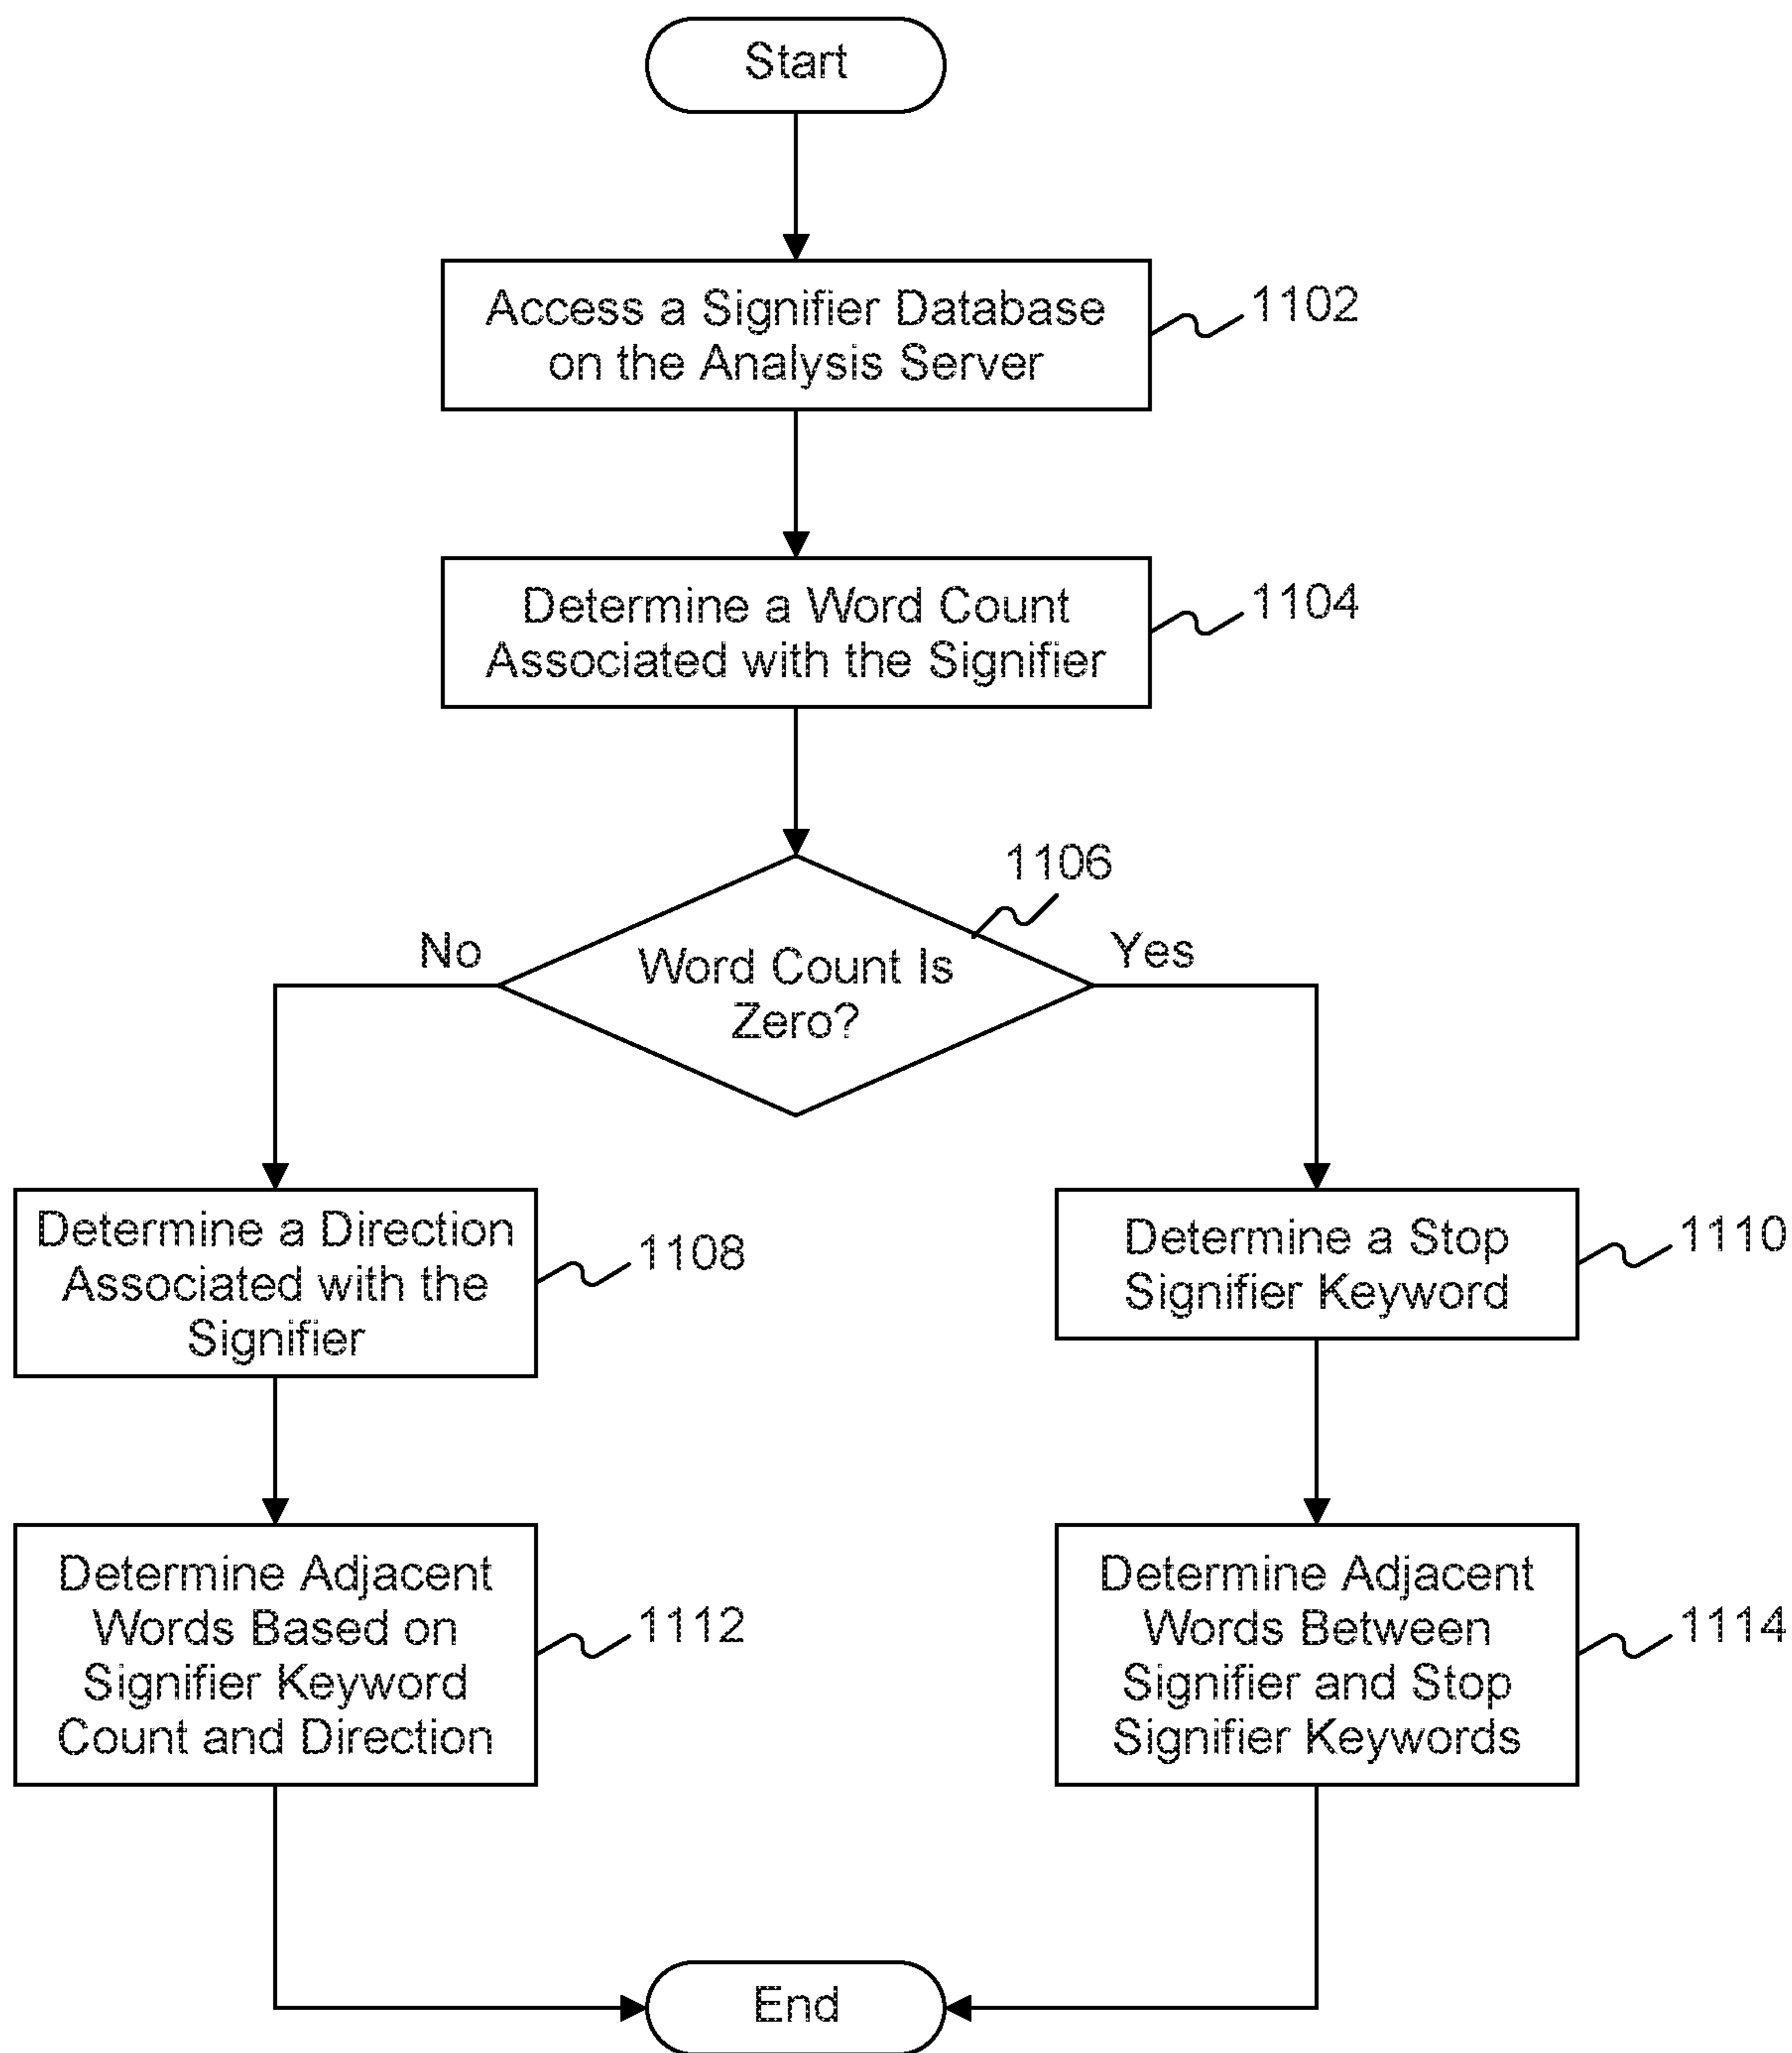 Start
Access a Signifier Database
on the Analysis Server
1102
Determine a Word Count
Associated with the Signifier
1104
1106
Word Count Is
Zero?
No
Yes
Determine a Direction
Associated with the
Signifier
1108
Determine a Stop
Signifier Keyword
1110
Determine Adjacent
Words Based on
Signifier Keyword
Count and Direction
1112
Determine Adjacent
Words Between
Signifier and Stop
Signifier Keywords
1114
End